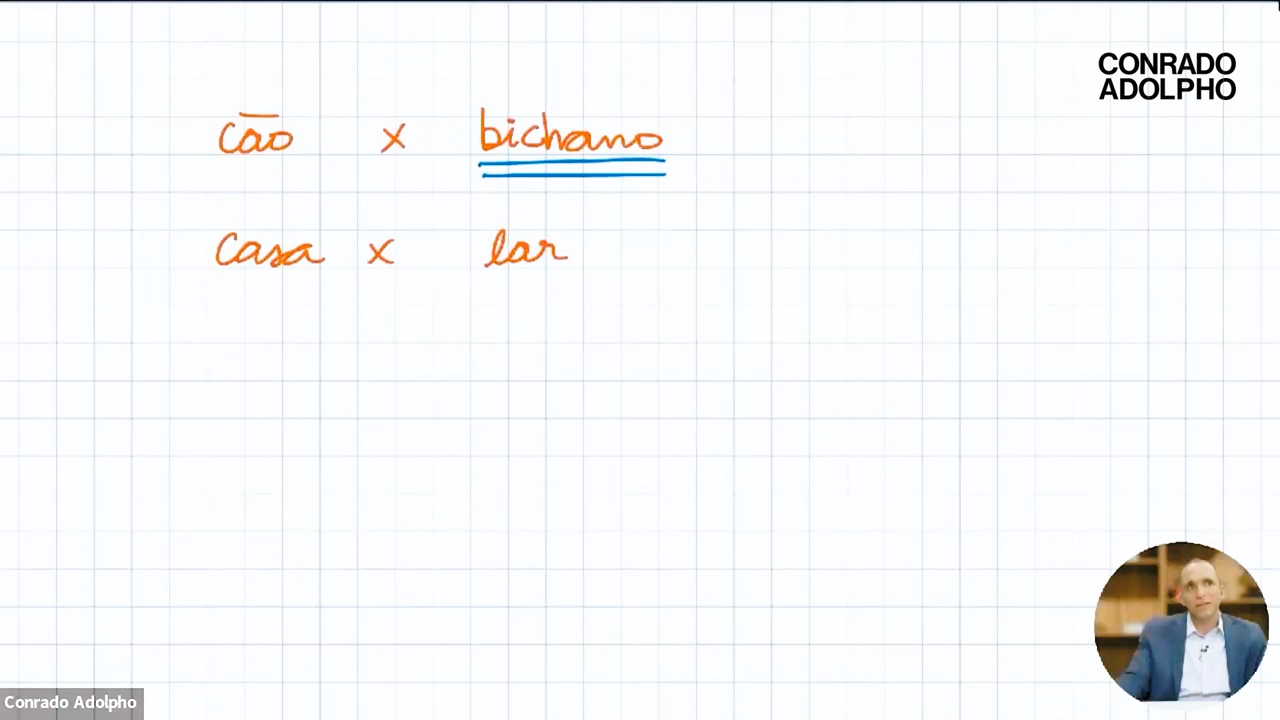 CONRADO
ADOLPHO
cão x bichano
casa x lar
Conrado Adolpho